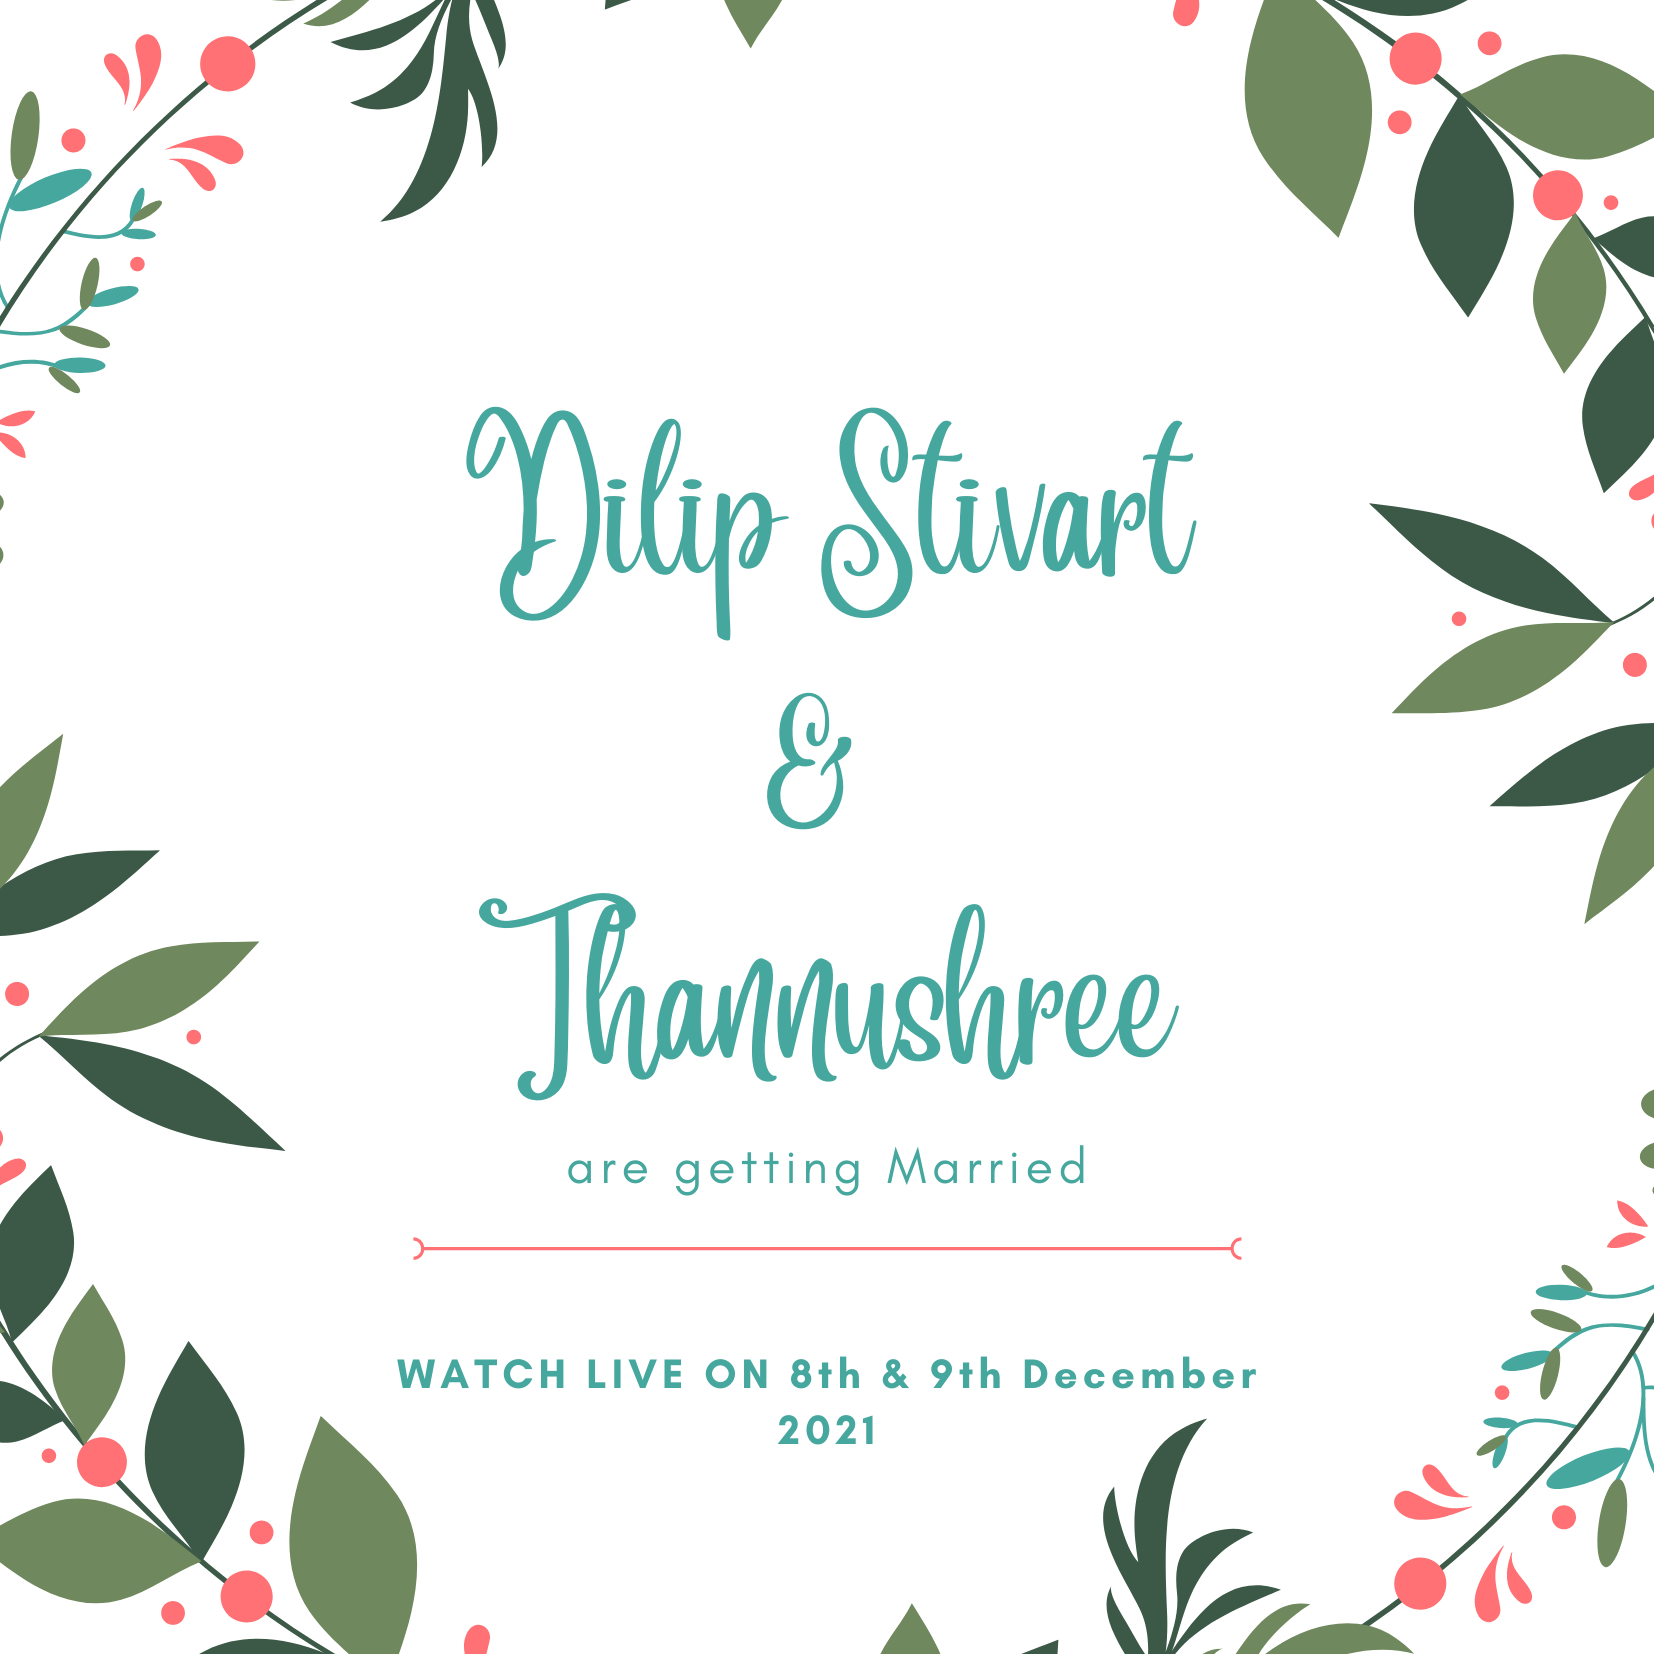 Dilip Stivart
&
Thannushree
are getting Married
WATCH LIVE ON 8th & 9th December
2021